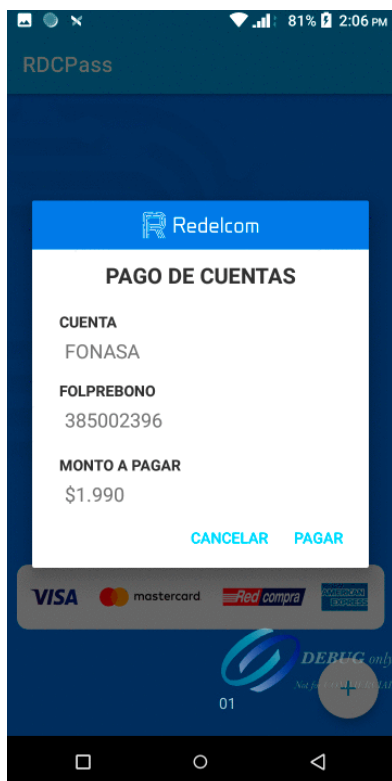 81% 2:06 PM
RDCPass
Redelcom
PAGO DE CUENTAS
CUENTA
FONASA
FOLPREBONO
385002396
MONTO A PAGAR
$1.990
CANCELAR PAGAR
VISA mastercard Red compra AMERICAN EXPRESS
DEBUG only
01 +